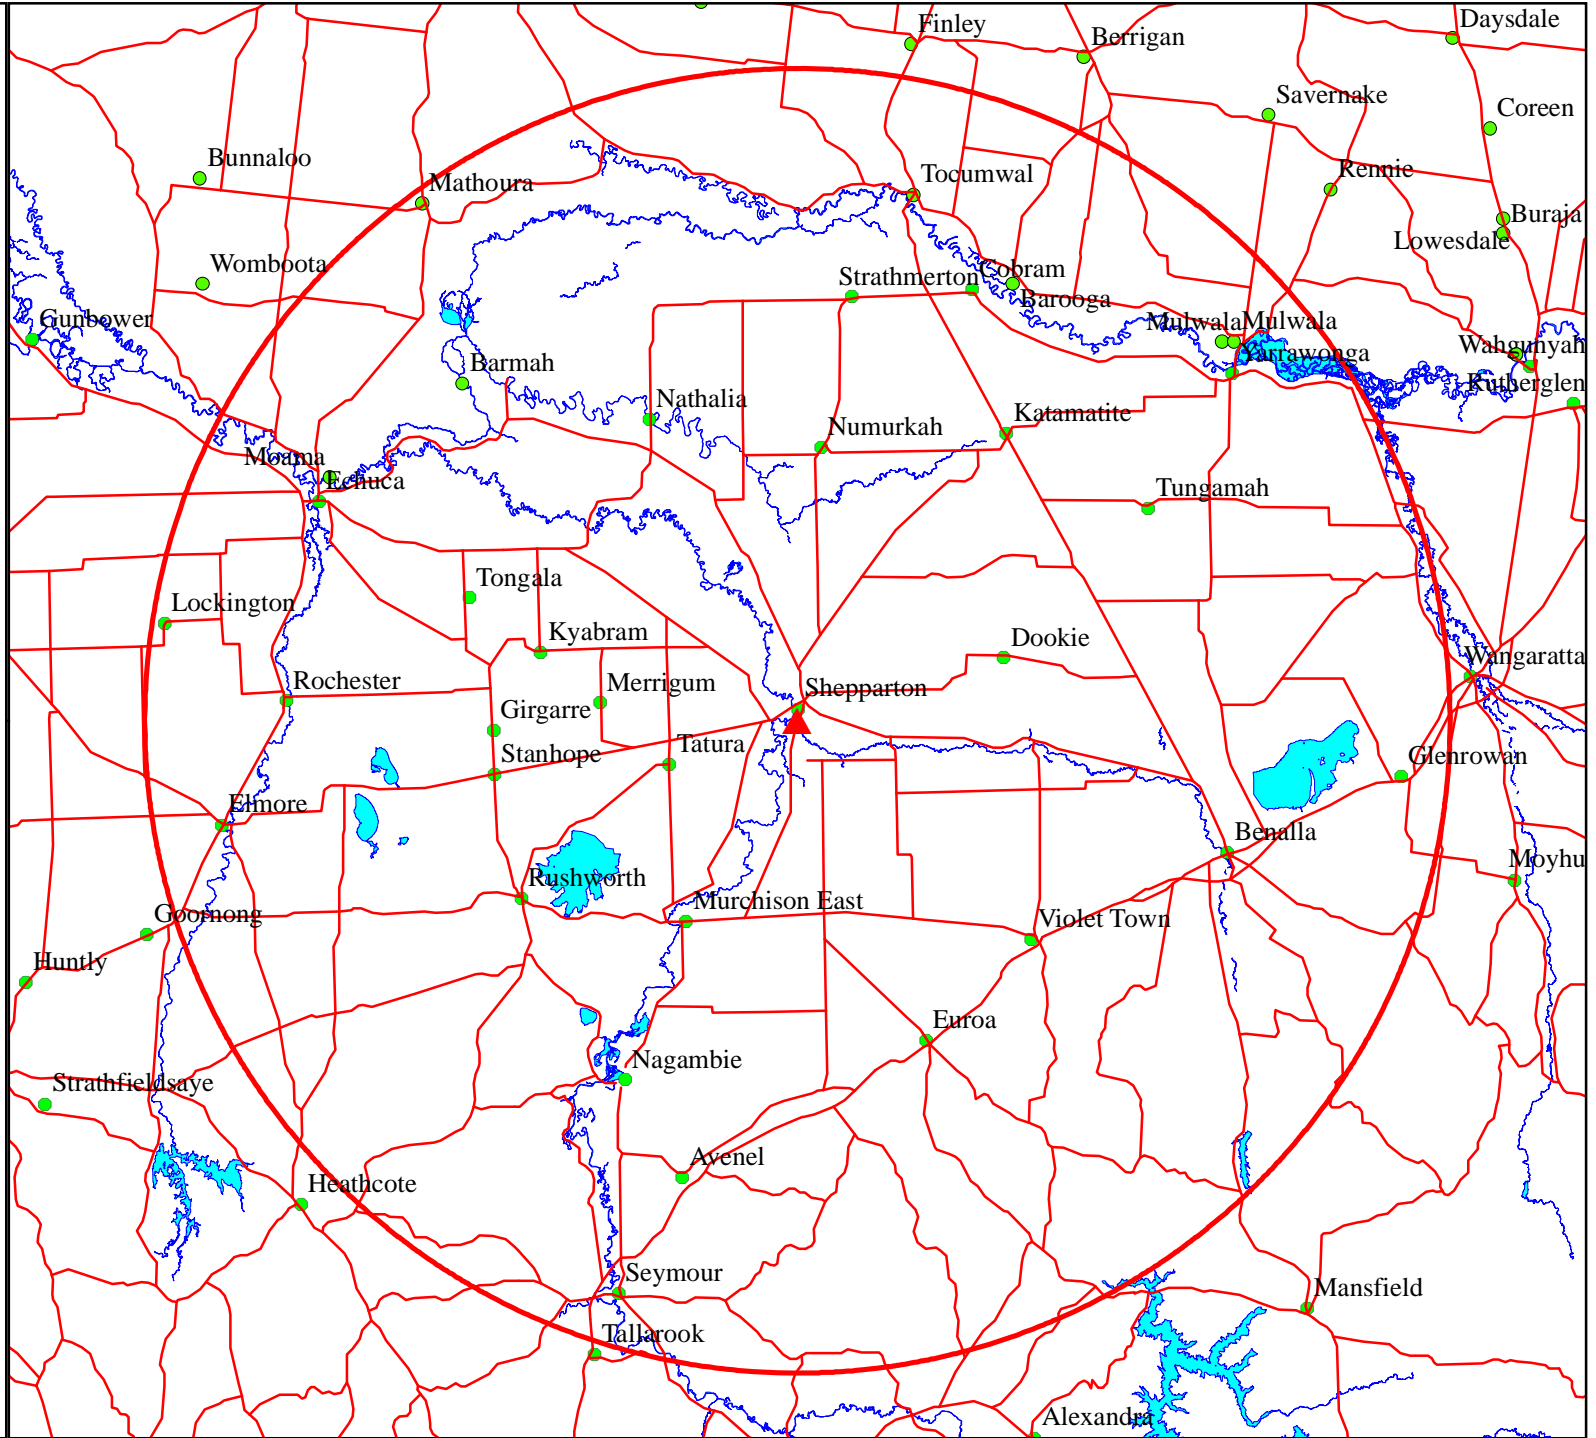 Finley
Daysdale
Berrigan
Savernake
Coreen
Bunnaloo
Mathoura
Tocumwal
Rennie
Buraja
Lowesdale
Womboota
Strathmerton
Cobram
Barooga
Gunbower
Mulwala
Mulwala
Yarrawonga
Wahgunyah
Barmah
Rutherglen
Nathalia
Numurkah
Katamatite
Moama
Echuca
Tungamah
Tongala
Lockington
Kyabram
Dookie
Wangaratta
Rochester
Merrigum
Shepparton
Girgarre
Stanhope
Tatura
Glenrowan
Elmore
Benalla
Moyhu
Rushworth
Murchison East
Goornong
Violet Town
Huntly
Euroa
Nagambie
Strathfieldsaye
Avenel
Heathcote
Seymour
Mansfield
Tallarook
Alexandra